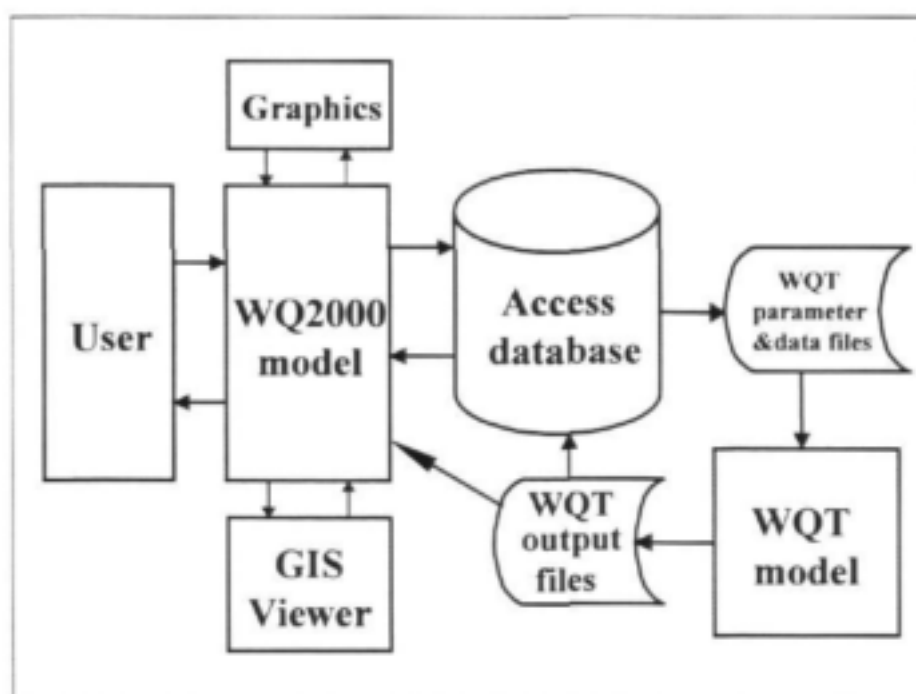 Graphics
User
WQ2000
model
Access
database
WQT
parameter
&data files
GIS
Viewer
WQT
output
files
WQT
model